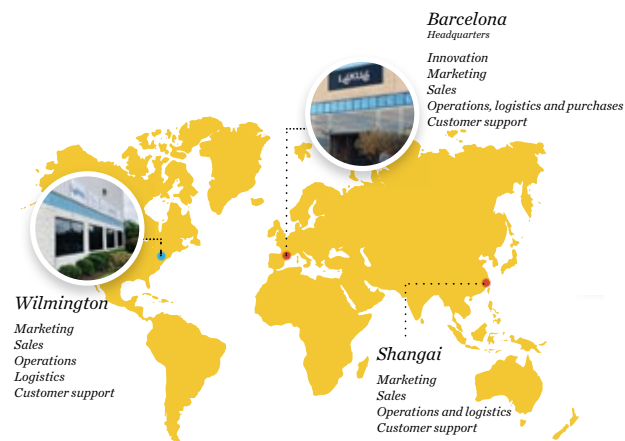 Barcelona
Headquarters
Innovation
Marketing
Sales
Operations, logistics and purchases
Customer support
Lékué
Wilmington
Marketing
Sales
Operations
Logistics
Customer support
Shangai
Marketing
Sales
Operations and logistics
Customer support